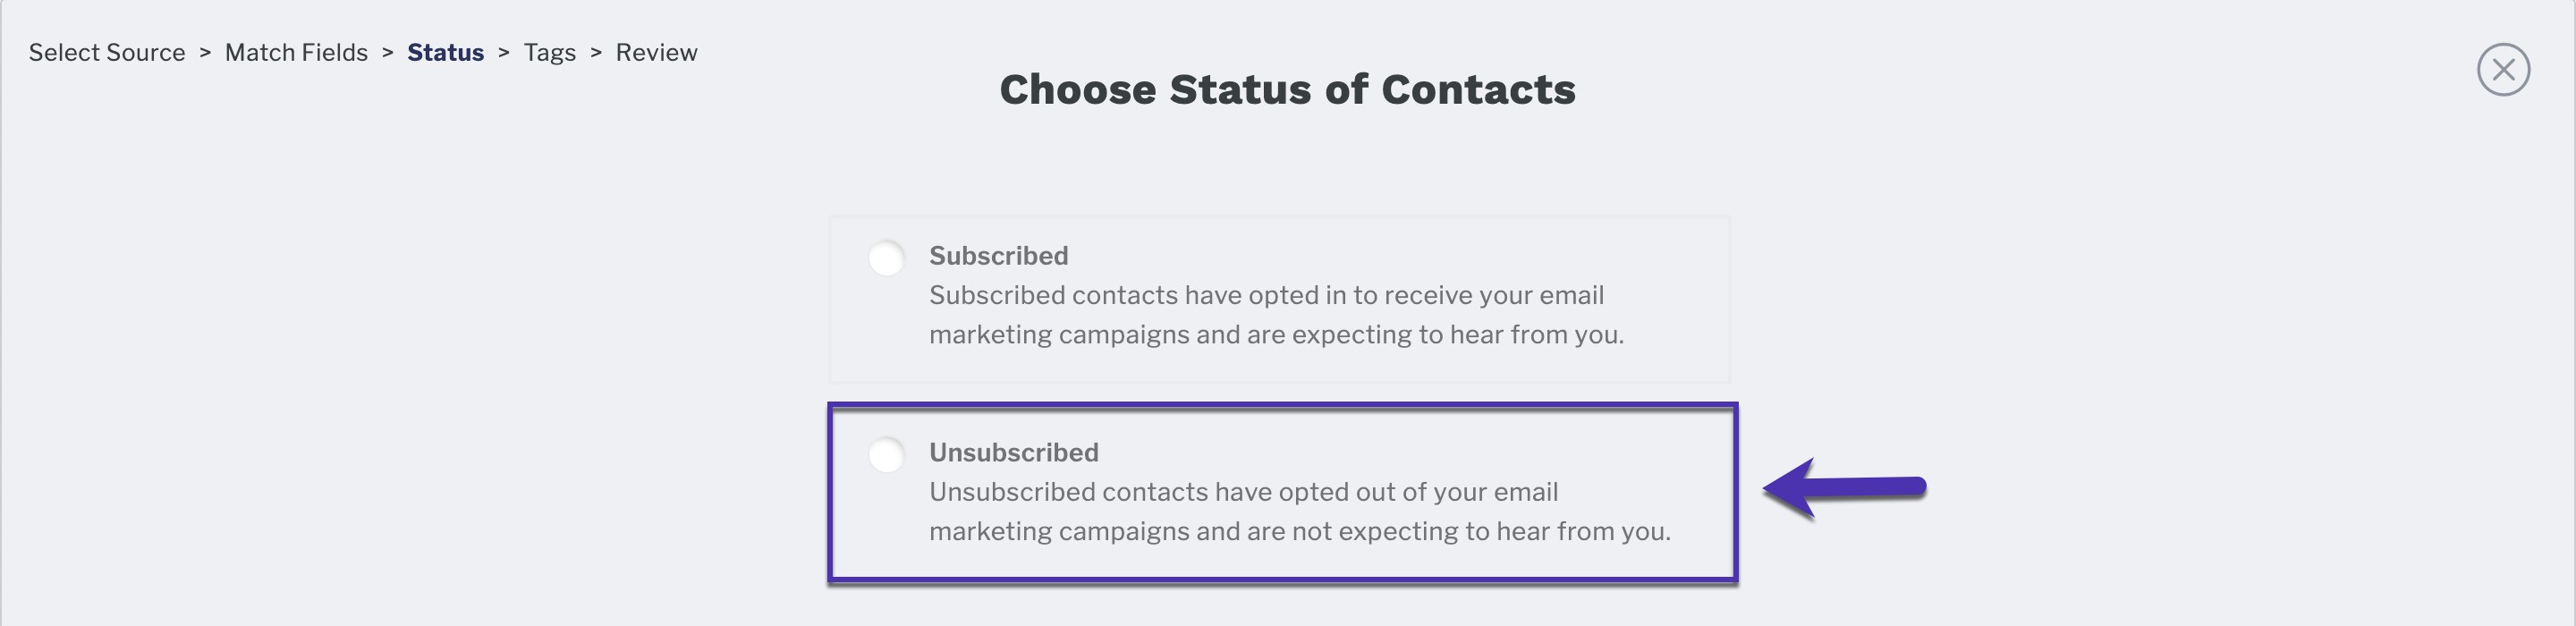 Select Source > Match Fields > Status > Tags > Review
Choose Status of Contacts
Subscribed
Subscribed contacts have opted in to receive your email
marketing campaigns and are expecting to hear from you.
Unsubscribed
Unsubscribed contacts have opted out of your email
marketing campaigns and are not expecting to hear from you.